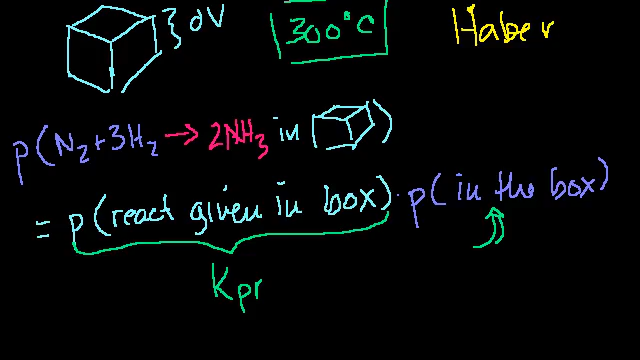 dV 300°C Haber
p(N₂+3H₂ → 2NH₃ in )
= p(react given in box) · p(in the box)
Kpr